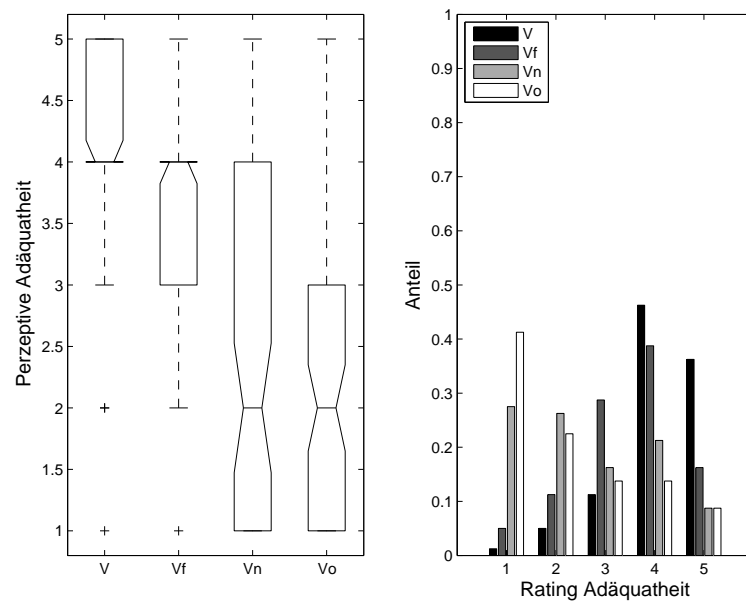 5
4.5
4
3.5
3
2.5
2
1.5
1
Perzeptive Adäquatheit
V Vf Vn Vo
1
0.9
0.8
0.7
0.6
0.5
0.4
0.3
0.2
0.1
0
Anteil
V
Vf
Vn
Vo
1 2 3 4 5
Rating Adäquatheit